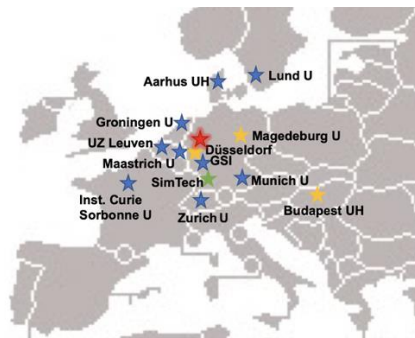 Aarhus UH
Lund U
Groningen U
Magedeburg U
UZ Leuven
Düsseldorf
Maastrich U
GSI
SimTech
Munich U
Inst. Curie
Sorbonne U
Zurich U
Budapest UH